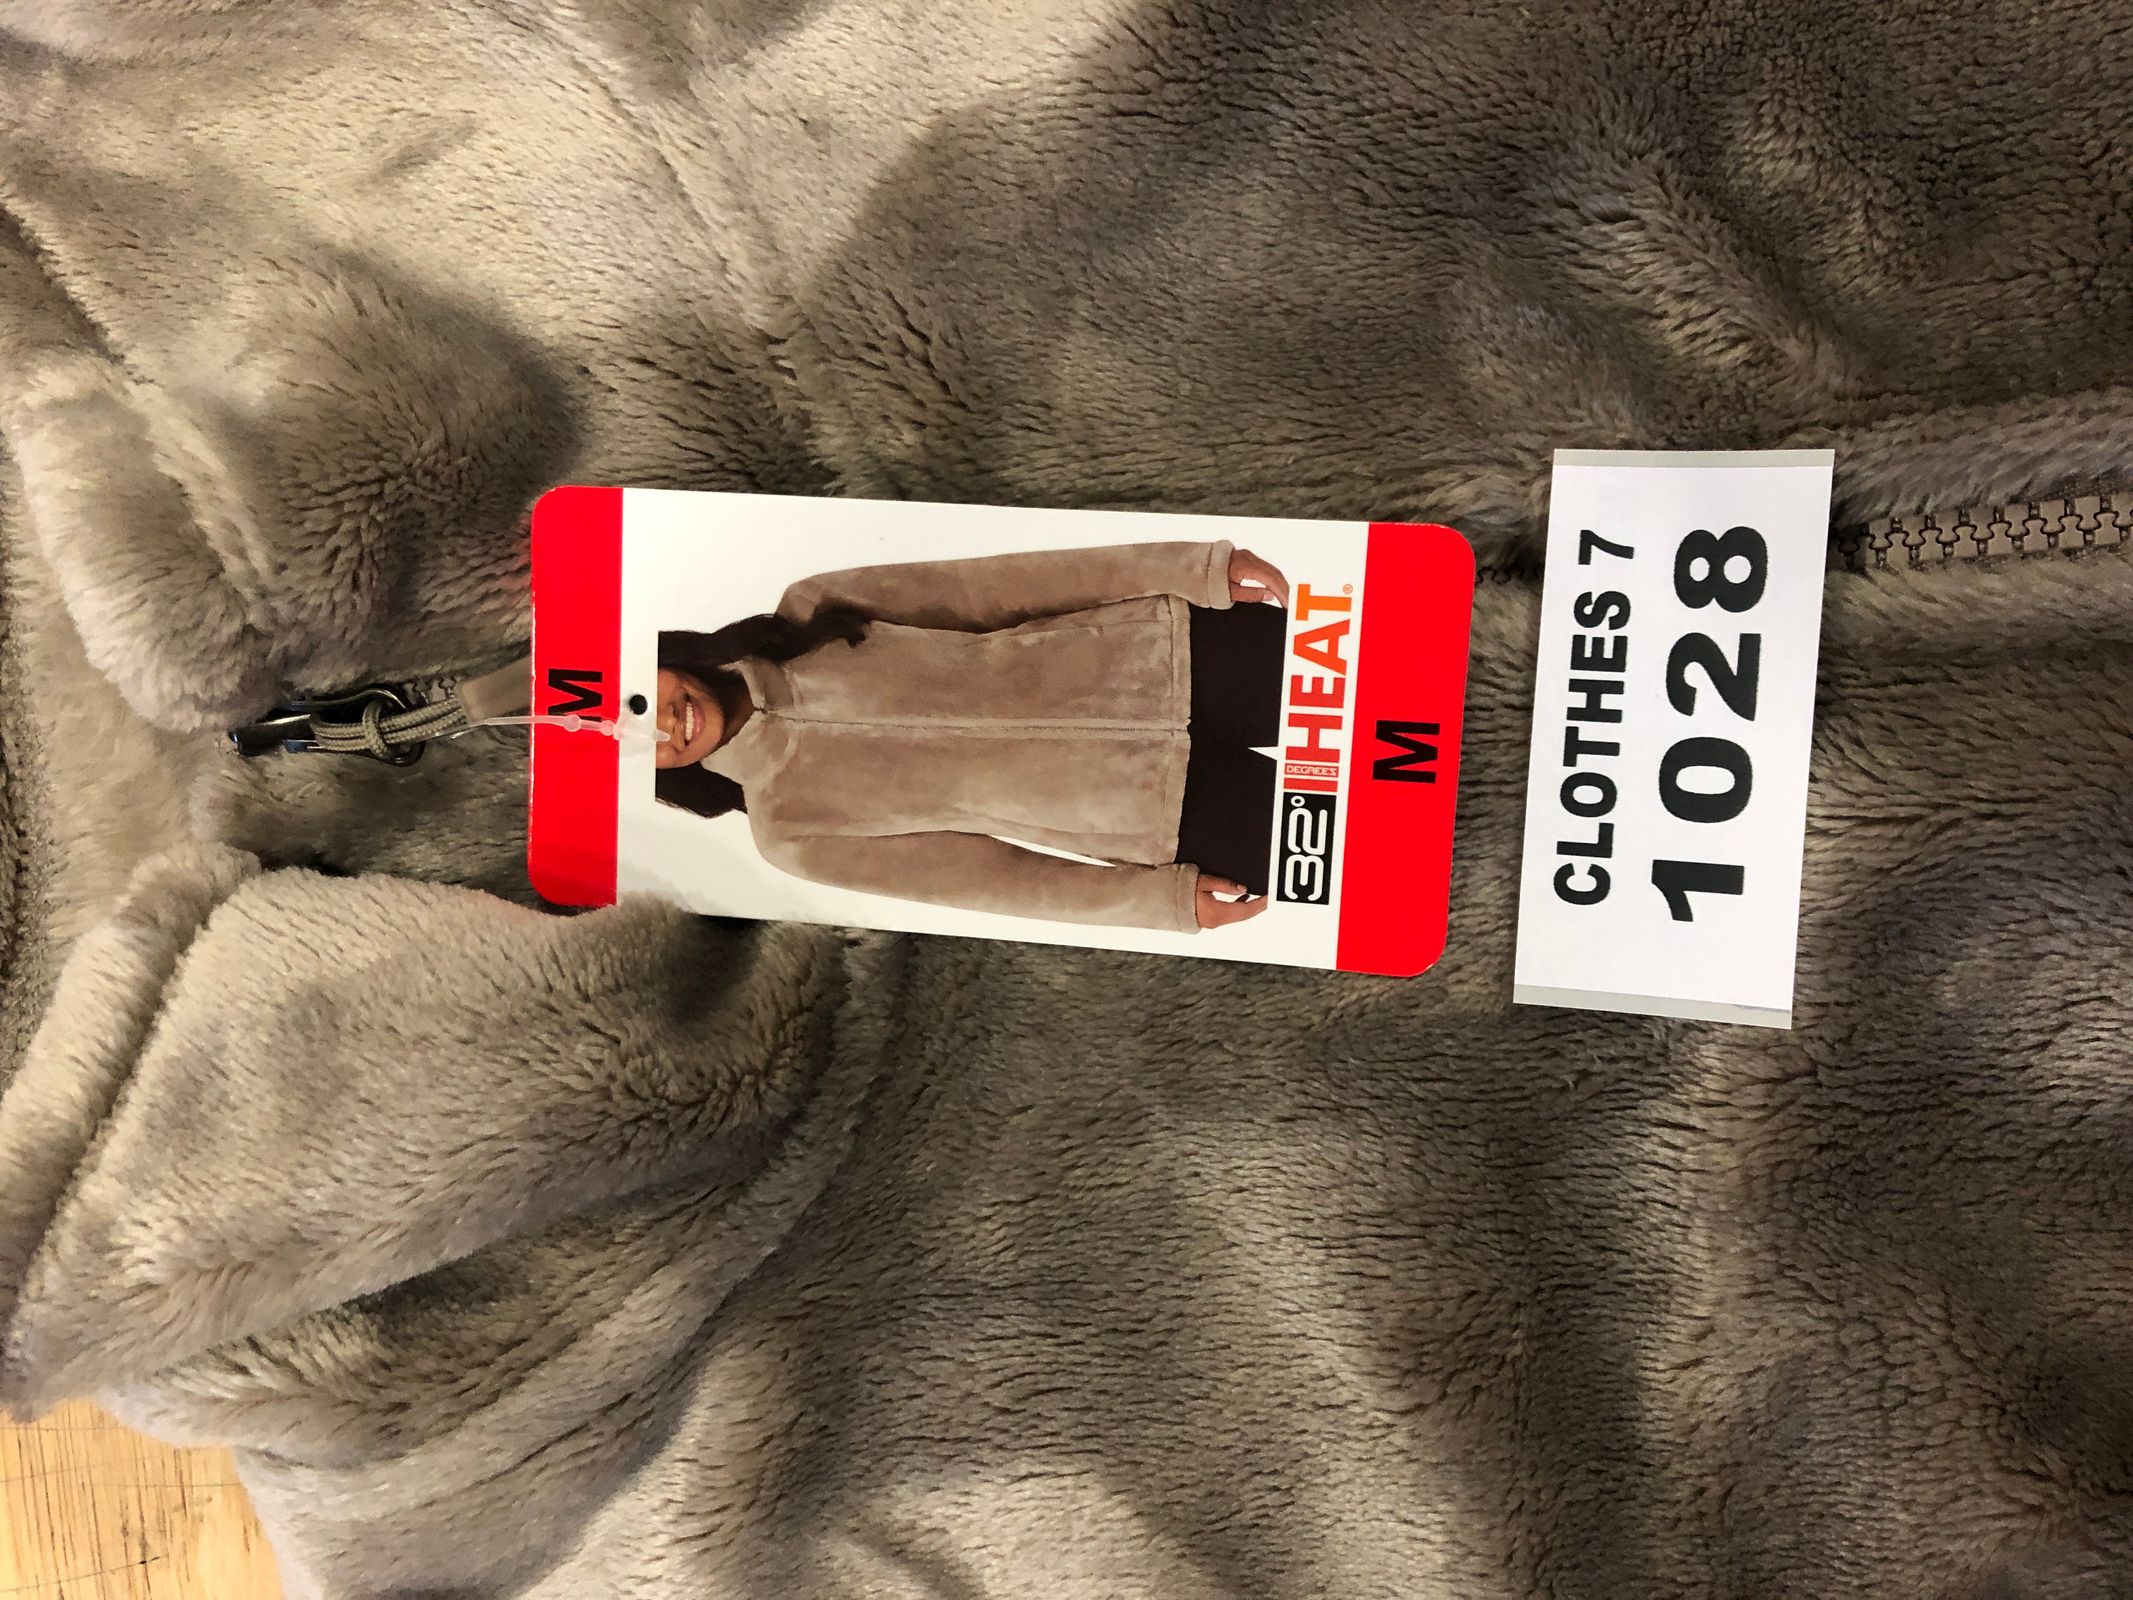 M
32° DEGREES HEAT®
M
CLOTHES 7
1028